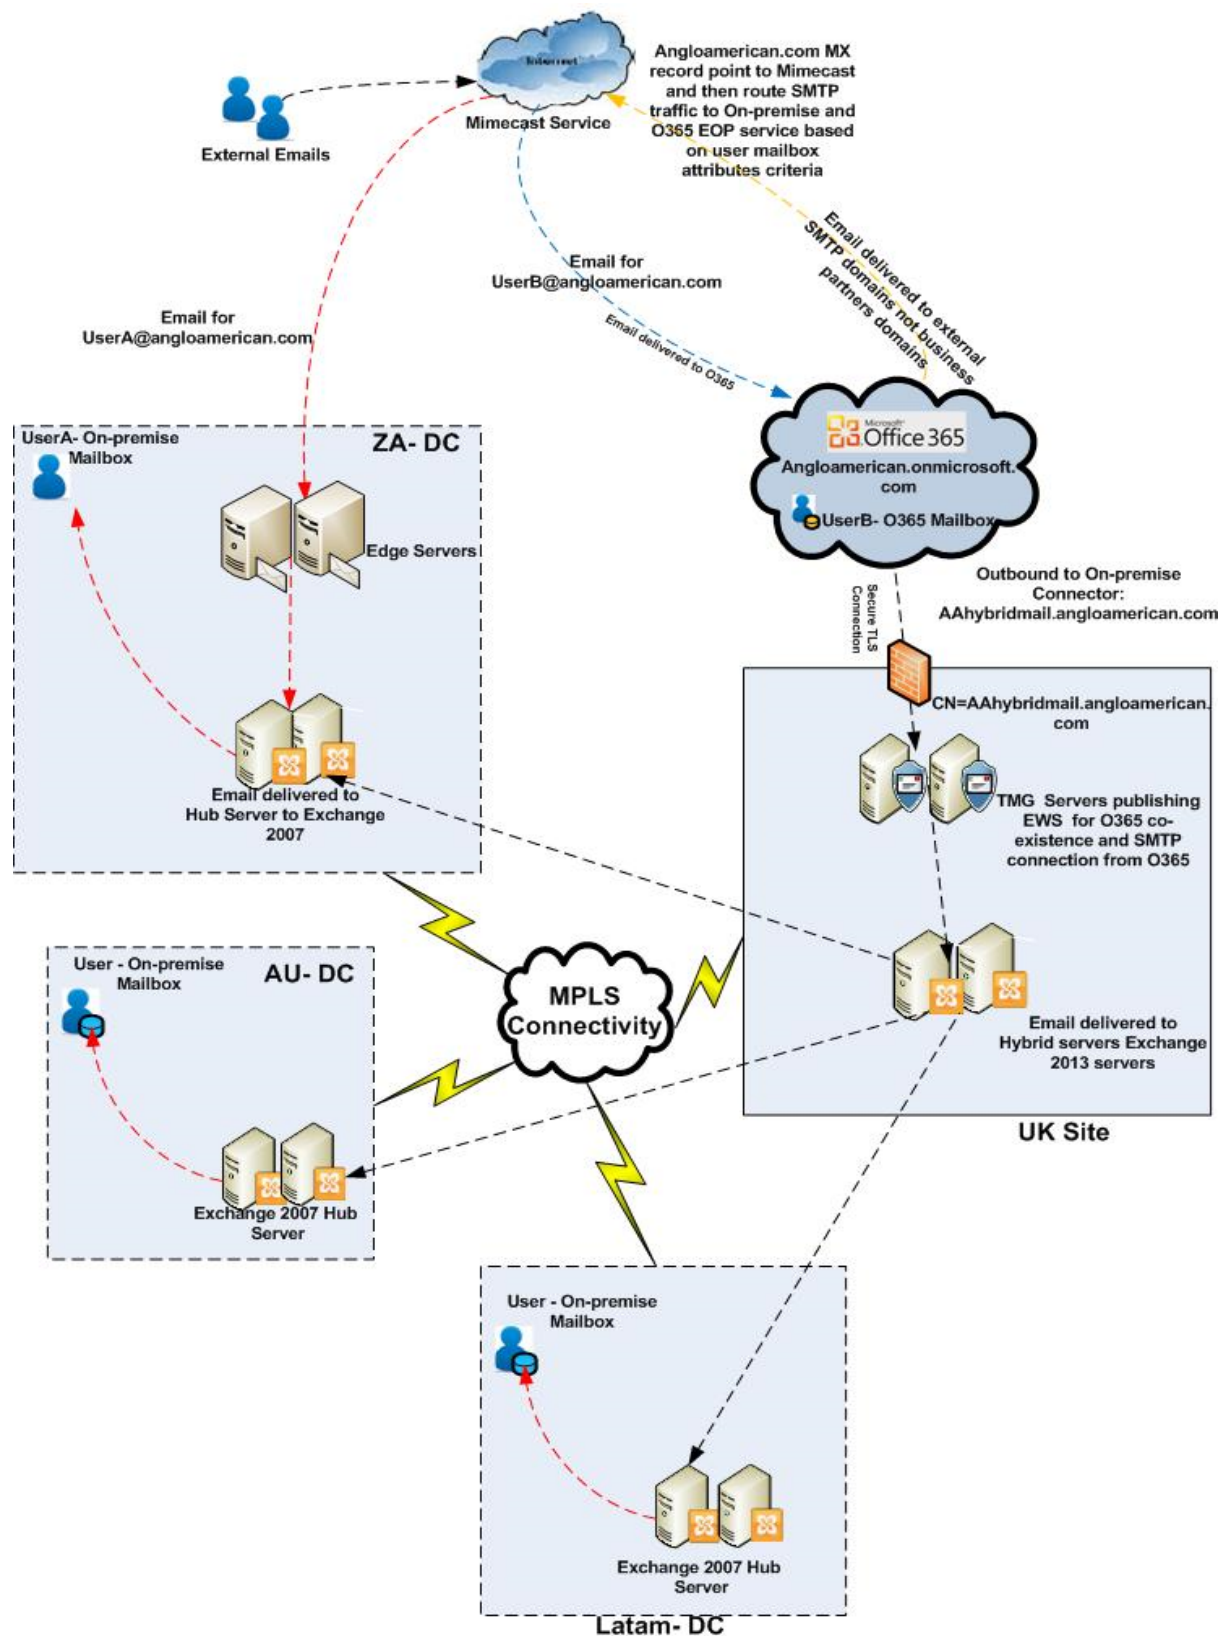 Internet
Mimecast Service
External Emails
Angloamerican.com MX
record point to Mimecast
and then route SMTP
traffic to On-premise and
O365 EOP service based
on user mailbox
attributes criteria
Email delivered to external
SMTP domains not business
partners domains
Email for
UserB@angloamerican.com
Email delivered to O365
Email for
UserA@angloamerican.com
Microsoft
Office 365
Angloamerican.onmicrosoft.
com
UserB- O365 Mailbox
UserA- On-premise
Mailbox
ZA- DC
Edge Servers
Email delivered to
Hub Server to Exchange
2007
Secure TLS
Connection
Outbound to On-premise
Connector:
AAhybridmail.angloamerican.com
CN=AAhybridmail.angloamerican.
com
TMG Servers publishing
EWS for O365 co-
existence and SMTP
connection from O365
Email delivered to
Hybrid servers Exchange
2013 servers
UK Site
MPLS
Connectivity
User - On-premise
Mailbox
AU- DC
Exchange 2007 Hub
Server
User - On-premise
Mailbox
Exchange 2007 Hub
Server
Latam- DC